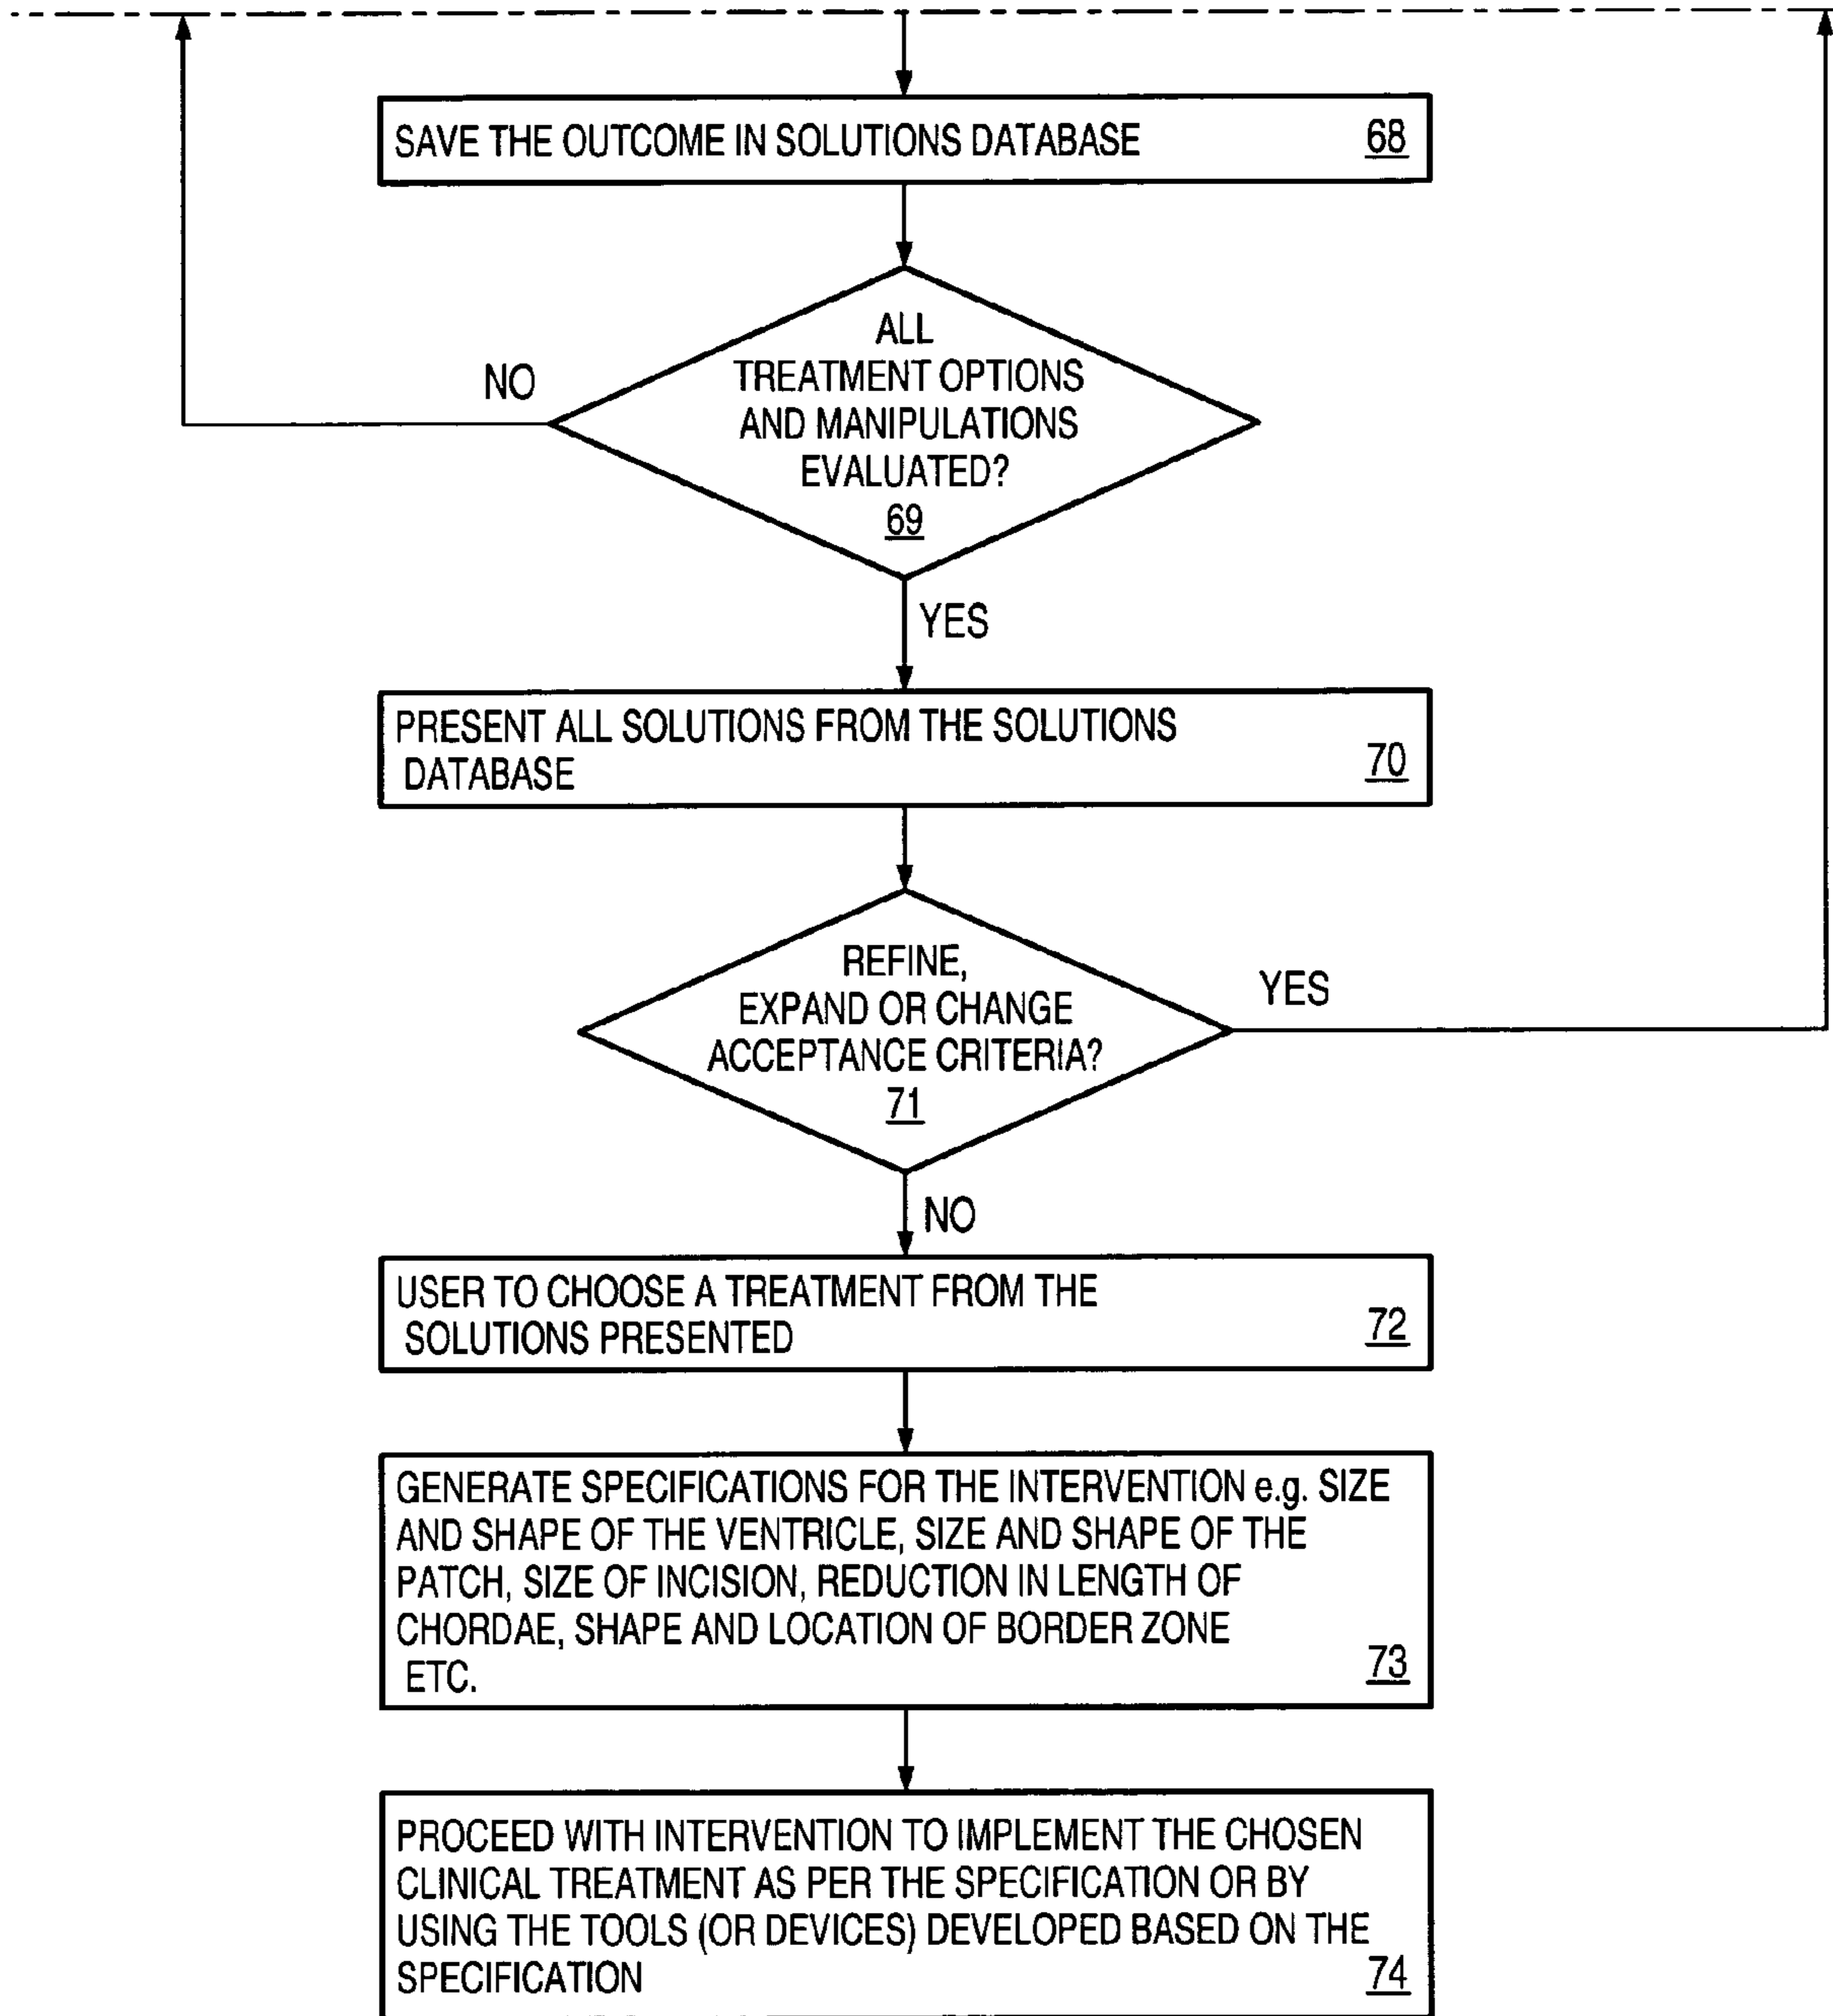 SAVE THE OUTCOME IN SOLUTIONS DATABASE 68
ALL
TREATMENT OPTIONS
AND MANIPULATIONS
EVALUATED?
69
NO
YES
PRESENT ALL SOLUTIONS FROM THE SOLUTIONS
DATABASE 70
REFINE,
EXPAND OR CHANGE
ACCEPTANCE CRITERIA?
71
YES
NO
USER TO CHOOSE A TREATMENT FROM THE
SOLUTIONS PRESENTED 72
GENERATE SPECIFICATIONS FOR THE INTERVENTION e.g. SIZE
AND SHAPE OF THE VENTRICLE, SIZE AND SHAPE OF THE
PATCH, SIZE OF INCISION, REDUCTION IN LENGTH OF
CHORDAE, SHAPE AND LOCATION OF BORDER ZONE
ETC. 73
PROCEED WITH INTERVENTION TO IMPLEMENT THE CHOSEN
CLINICAL TREATMENT AS PER THE SPECIFICATION OR BY
USING THE TOOLS (OR DEVICES) DEVELOPED BASED ON THE
SPECIFICATION 74